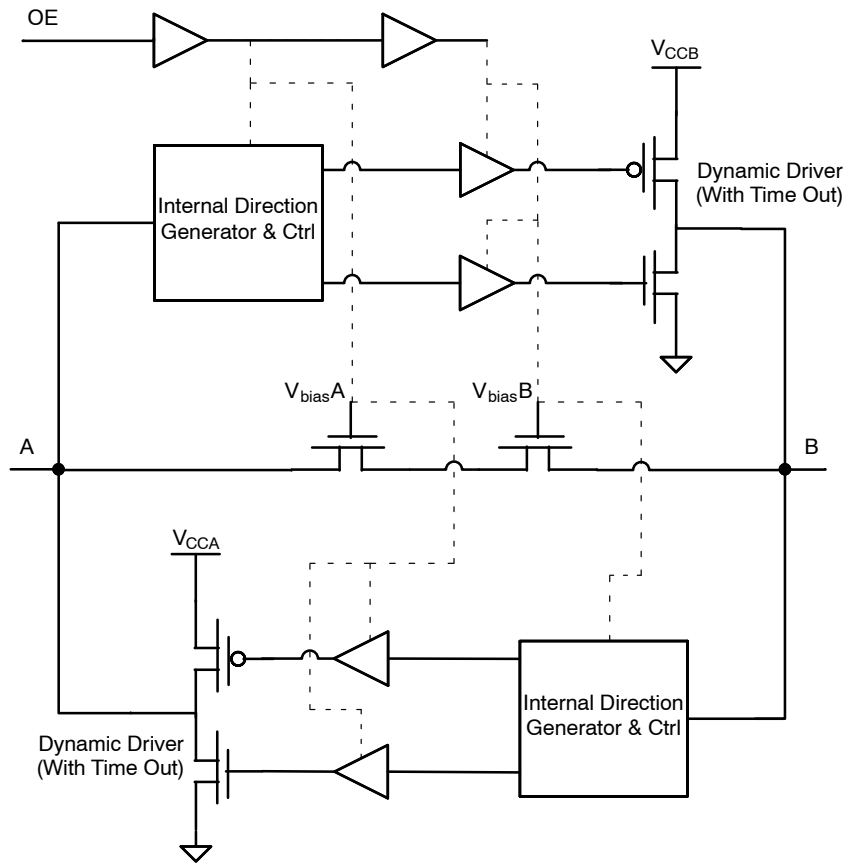 OE
VCCB
Internal Direction
Generator & Ctrl
Dynamic Driver
(With Time Out)
VbiasA
VbiasB
A
B
VCCA
Internal Direction
Generator & Ctrl
Dynamic Driver
(With Time Out)